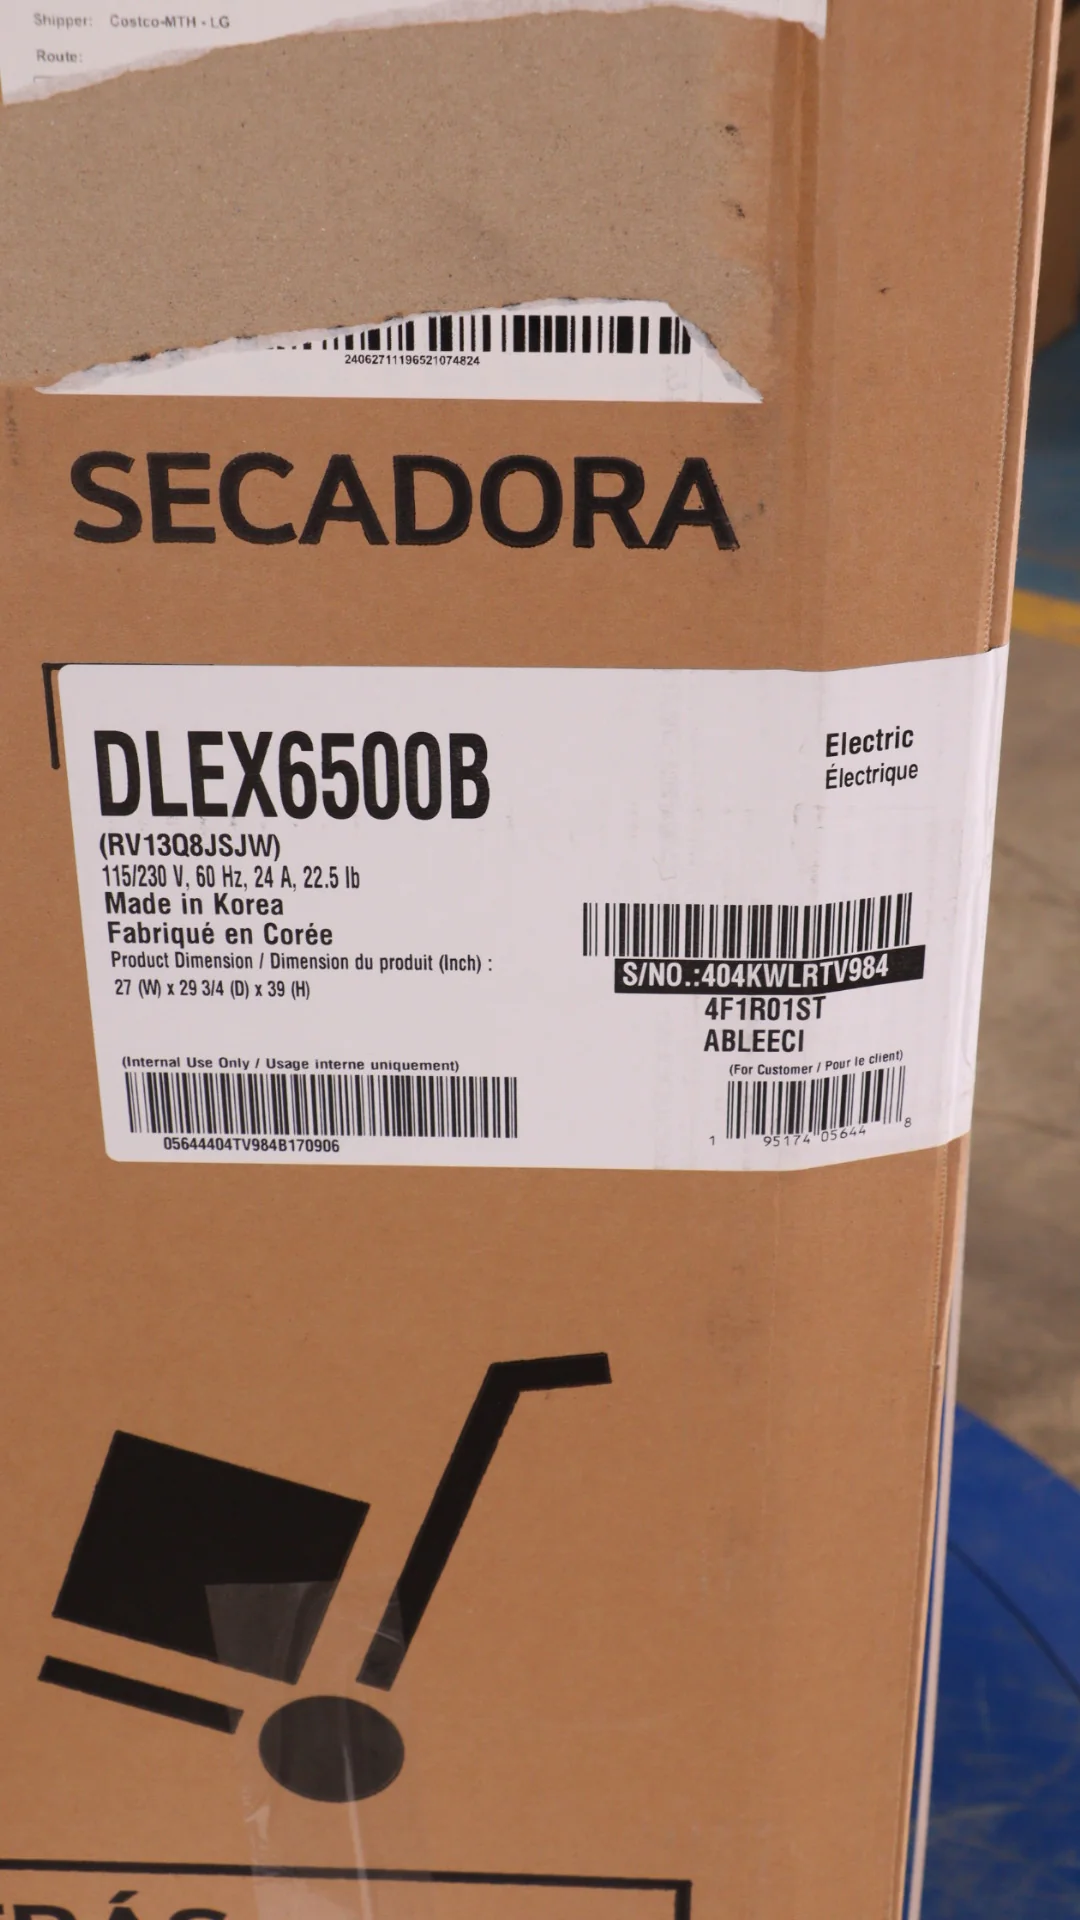 Shipper: Costco-MTH - LG
Route:
24062711196521074824
SECADORA
DLEX6500B
Electric
Électrique
(RV13Q8JSJW)
115/230 V, 60 Hz, 24 A, 22.5 lb
Made in Korea
Fabriqué en Corée
Product Dimension / Dimension du produit (Inch) :
27 (W) x 29 3/4 (D) x 39 (H)
S/NO.:404KWLRTV984
4F1R01ST
ABLEECI
(Internal Use Only / Usage interne uniquement)
05644404TV984B170906
(For Customer / Pour le client)
1 95174 05644 8